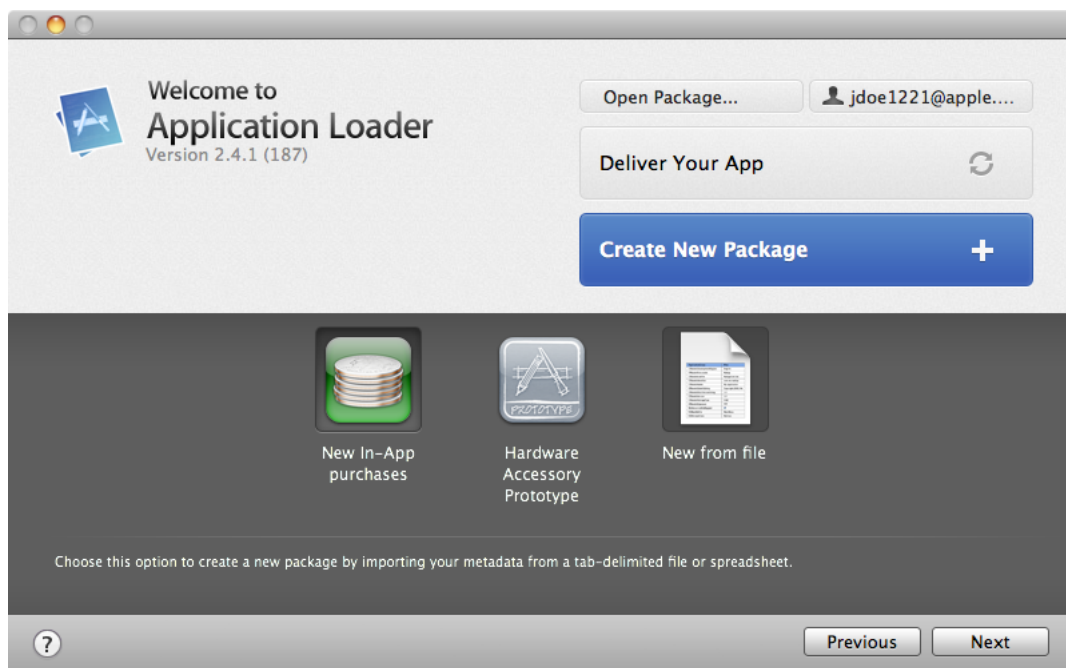 Welcome to
Application Loader
Version 2.4.1 (187)
Open Package...
jdoe1221@apple....
Deliver Your App
Create New Package
PROTOTYPE
New In-App
purchases
Hardware
Accessory
Prototype
New from file
Choose this option to create a new package by importing your metadata from a tab-delimited file or spreadsheet.
?
Previous
Next